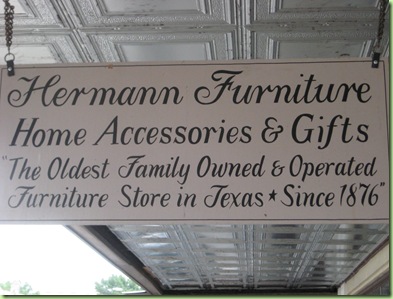 Hermann Furniture
Home Accessories & Gifts
"The Oldest Family Owned & Operated
Furniture Store in Texas ★ Since 1876"